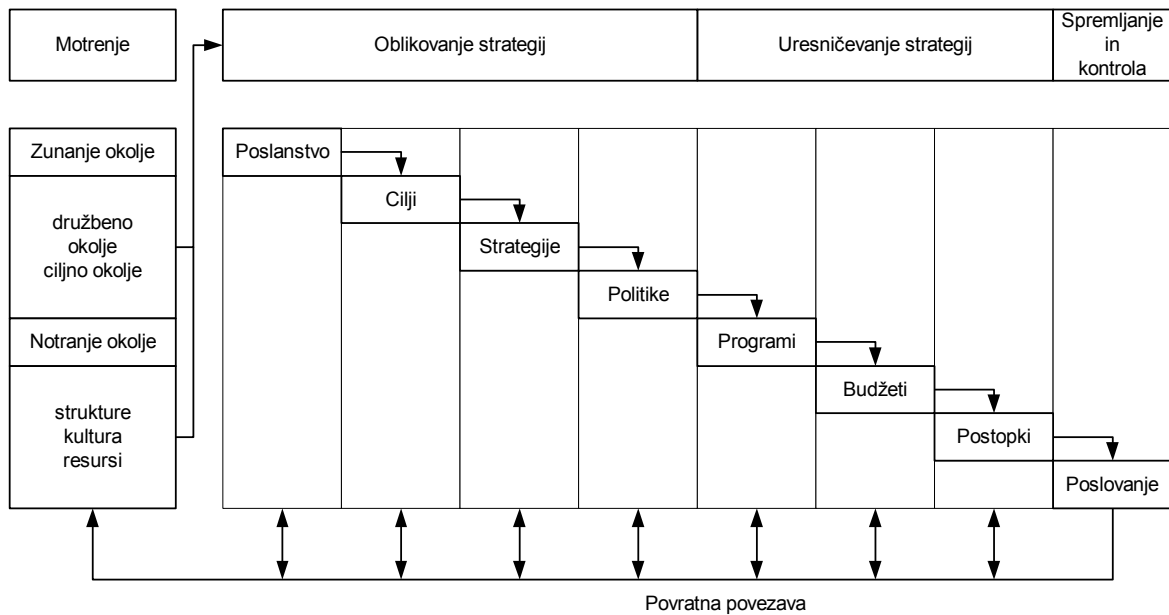 Motrenje
Oblikovanje strategij
Uresničevanje strategij
Spremljanje
in
kontrola
Zunanje okolje
družbeno
okolje
ciljno okolje
Notranje okolje
strukture
kultura
resursi
Poslanstvo
Cilji
Strategije
Politike
Programi
Budžeti
Postopki
Poslovanje
Povratna povezava